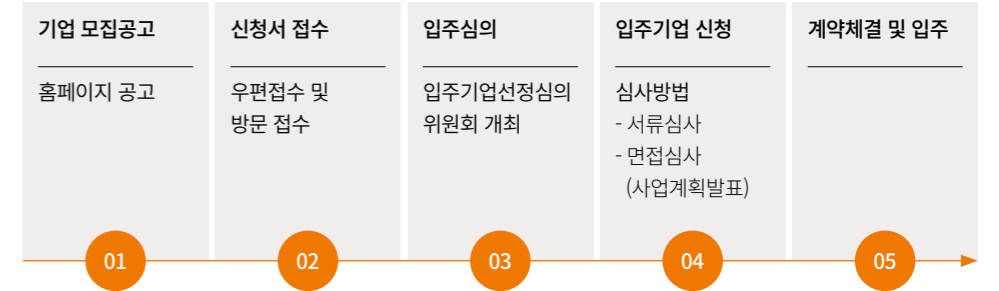 기업 모집공고
홈페이지 공고
01
신청서 접수
우편접수 및
방문 접수
02
입주심의
입주기업선정심의
위원회 개최
03
입주기업 신청
심사방법
- 서류심사
- 면접심사
(사업계획발표)
04
계약체결 및 입주
05